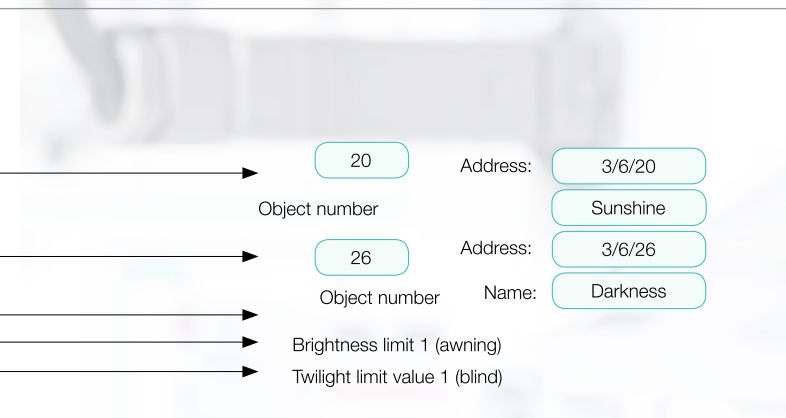 20
Address: 3/6/20
Object number
Sunshine
26
Address: 3/6/26
Object number
Name: Darkness
Brightness limit 1 (awning)
Twilight limit value 1 (blind)